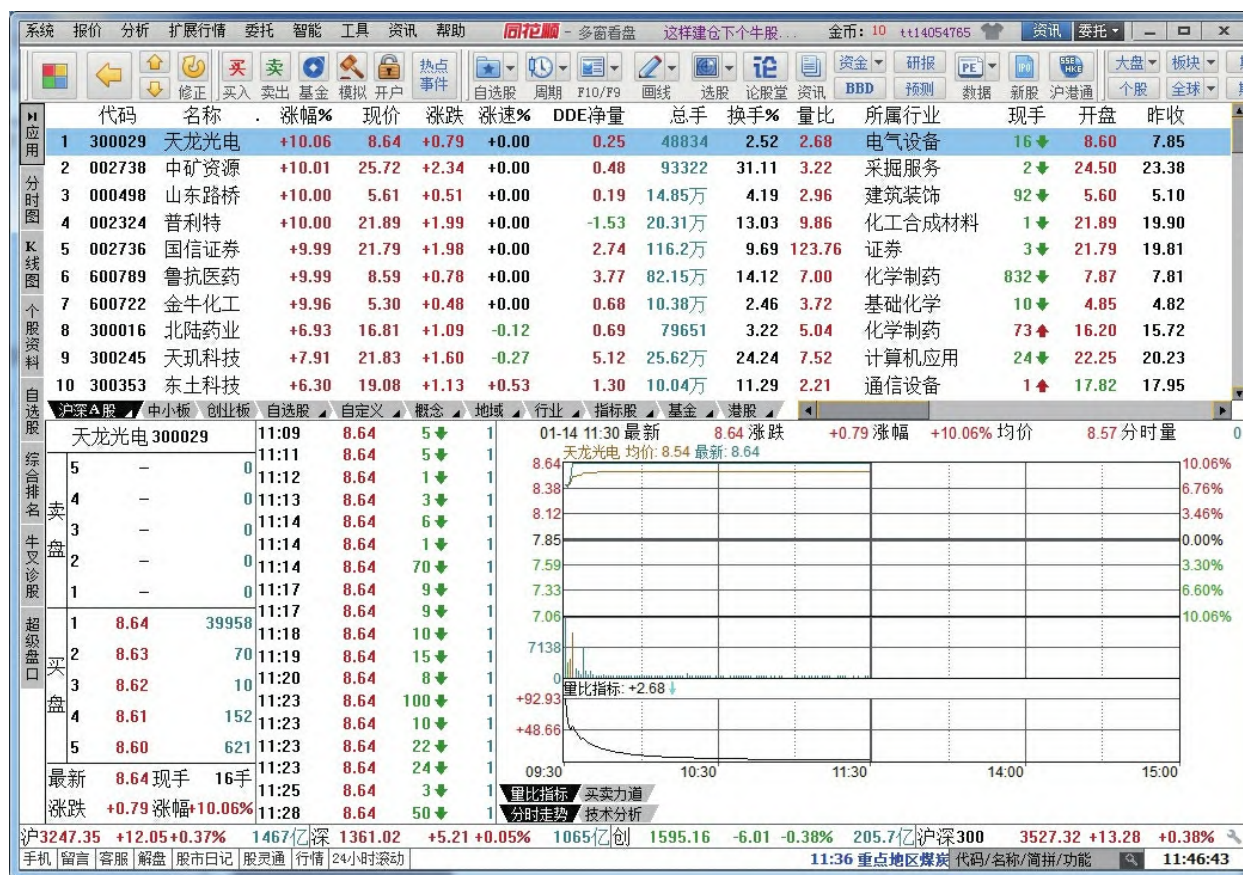 系统 报价 分析 扩展行情 委托 智能 工具 资讯 帮助 同花顺 - 多窗看盘 这样建仓下个牛股... 金币: 10 tt14054765 资讯 委托
修正 买入 卖出 基金 模拟 开户 热点事件 自选股 周期 F10/F9 画线 选股 论股堂 资讯 资金 BBD 研报 预测 PE 数据 IPO 新股 SSE HKE 沪港通 大盘 个股 板块 全球
代码 名称 . 涨幅% 现价 涨跌 涨速% DDE净量 总手 换手% 量比 所属行业 现手 开盘 昨收
1 300029 天龙光电 +10.06 8.64 +0.79 +0.00 0.25 48834 2.52 2.68 电气设备 16 8.60 7.85
2 002738 中矿资源 +10.01 25.72 +2.34 +0.00 0.48 93322 31.11 3.22 采掘服务 2 24.50 23.38
3 000498 山东路桥 +10.00 5.61 +0.51 +0.00 0.19 14.85万 4.19 2.96 建筑装饰 92 5.60 5.10
4 002324 普利特 +10.00 21.89 +1.99 +0.00 -1.53 20.31万 13.03 9.86 化工合成材料 1 21.89 19.90
5 002736 国信证券 +9.99 21.79 +1.98 +0.00 2.74 116.2万 9.69 123.76 证券 3 21.79 19.81
6 600789 鲁抗医药 +9.99 8.59 +0.78 +0.00 3.77 82.15万 14.12 7.00 化学制药 832 7.87 7.81
7 600722 金牛化工 +9.96 5.30 +0.48 +0.00 0.68 10.38万 2.46 3.72 基础化学 10 4.85 4.82
8 300016 北陆药业 +6.93 16.81 +1.09 -0.12 0.69 79651 3.22 5.04 化学制药 73 16.20 15.72
9 300245 天玑科技 +7.91 21.83 +1.60 -0.27 5.12 25.62万 24.24 7.52 计算机应用 24 22.25 20.23
10 300353 东土科技 +6.30 19.08 +1.13 +0.53 1.30 10.04万 11.29 2.21 通信设备 1 17.82 17.95
应用
分时图
K线图
个股资料
自选股
综合排名
牛叉诊股
超级盘口
沪深A股 中小板 创业板 自选股 自定义 概念 地域 行业 指标股 基金 港股
天龙光电 300029
卖盘
5 – 0
4 – 0
3 – 0
2 – 0
1 – 0
买盘
1 8.64 39958
2 8.63 70
3 8.62 10
4 8.61 152
5 8.60 621
最新 8.64 现手 16手
涨跌 +0.79 涨幅 +10.06%
11:09 8.64 5 1
11:11 8.64 5 1
11:12 8.64 1 1
11:13 8.64 3 1
11:14 8.64 6 1
11:14 8.64 1 1
11:14 8.64 70 1
11:17 8.64 9 1
11:17 8.64 9 1
11:18 8.64 10 1
11:19 8.64 15 1
11:20 8.64 8 1
11:23 8.64 100 1
11:23 8.64 10 1
11:23 8.64 22 1
11:23 8.64 24 1
11:25 8.64 3 1
11:28 8.64 50 1
01-14 11:30 最新 8.64 涨跌 +0.79 涨幅 +10.06% 均价 8.57 分时量 0
天龙光电 均价: 8.54 最新: 8.64
8.64 10.06%
8.38 6.76%
8.12 3.46%
7.85 0.00%
7.59 3.30%
7.33 6.60%
7.06 10.06%
7138
0
量比指标: +2.68
+92.93
+48.66
09:30 10:30 11:30 14:00 15:00
量比指标 买卖力道
分时走势 技术分析
沪3247.35 +12.05 +0.37% 1467亿 深 1361.02 +5.21 +0.05% 1065亿 创 1595.16 -6.01 -0.38% 205.7亿 沪深300 3527.32 +13.28 +0.38%
手机 留言 客服 解盘 股市日记 股灵通 行情 24小时滚动 11:36 重点地区煤炭 代码/名称/简拼/功能 11:46:43